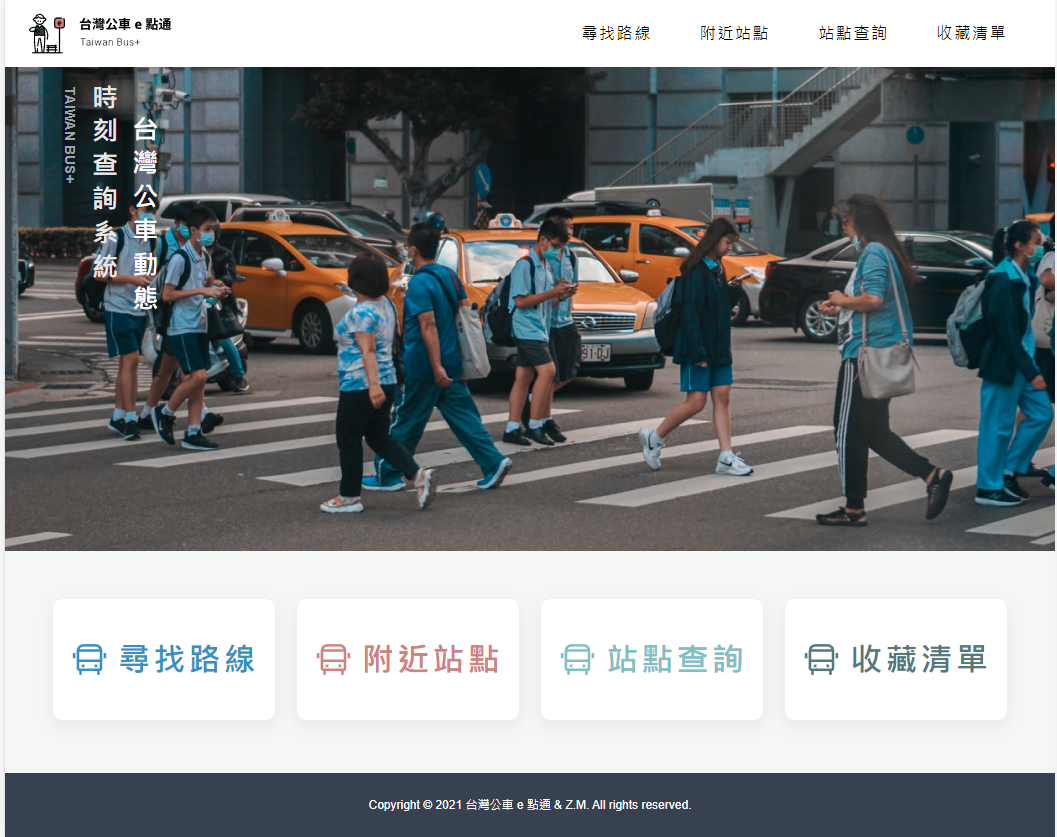 台灣公車 e 點通
Taiwan Bus+
尋找路線
附近站點
站點查詢
收藏清單
台灣公車動態
時刻查詢系統
TAIWAN BUS+
91-DJ
尋找路線
附近站點
站點查詢
收藏清單
Copyright © 2021 台灣公車 e 點通 & Z.M. All rights reserved.